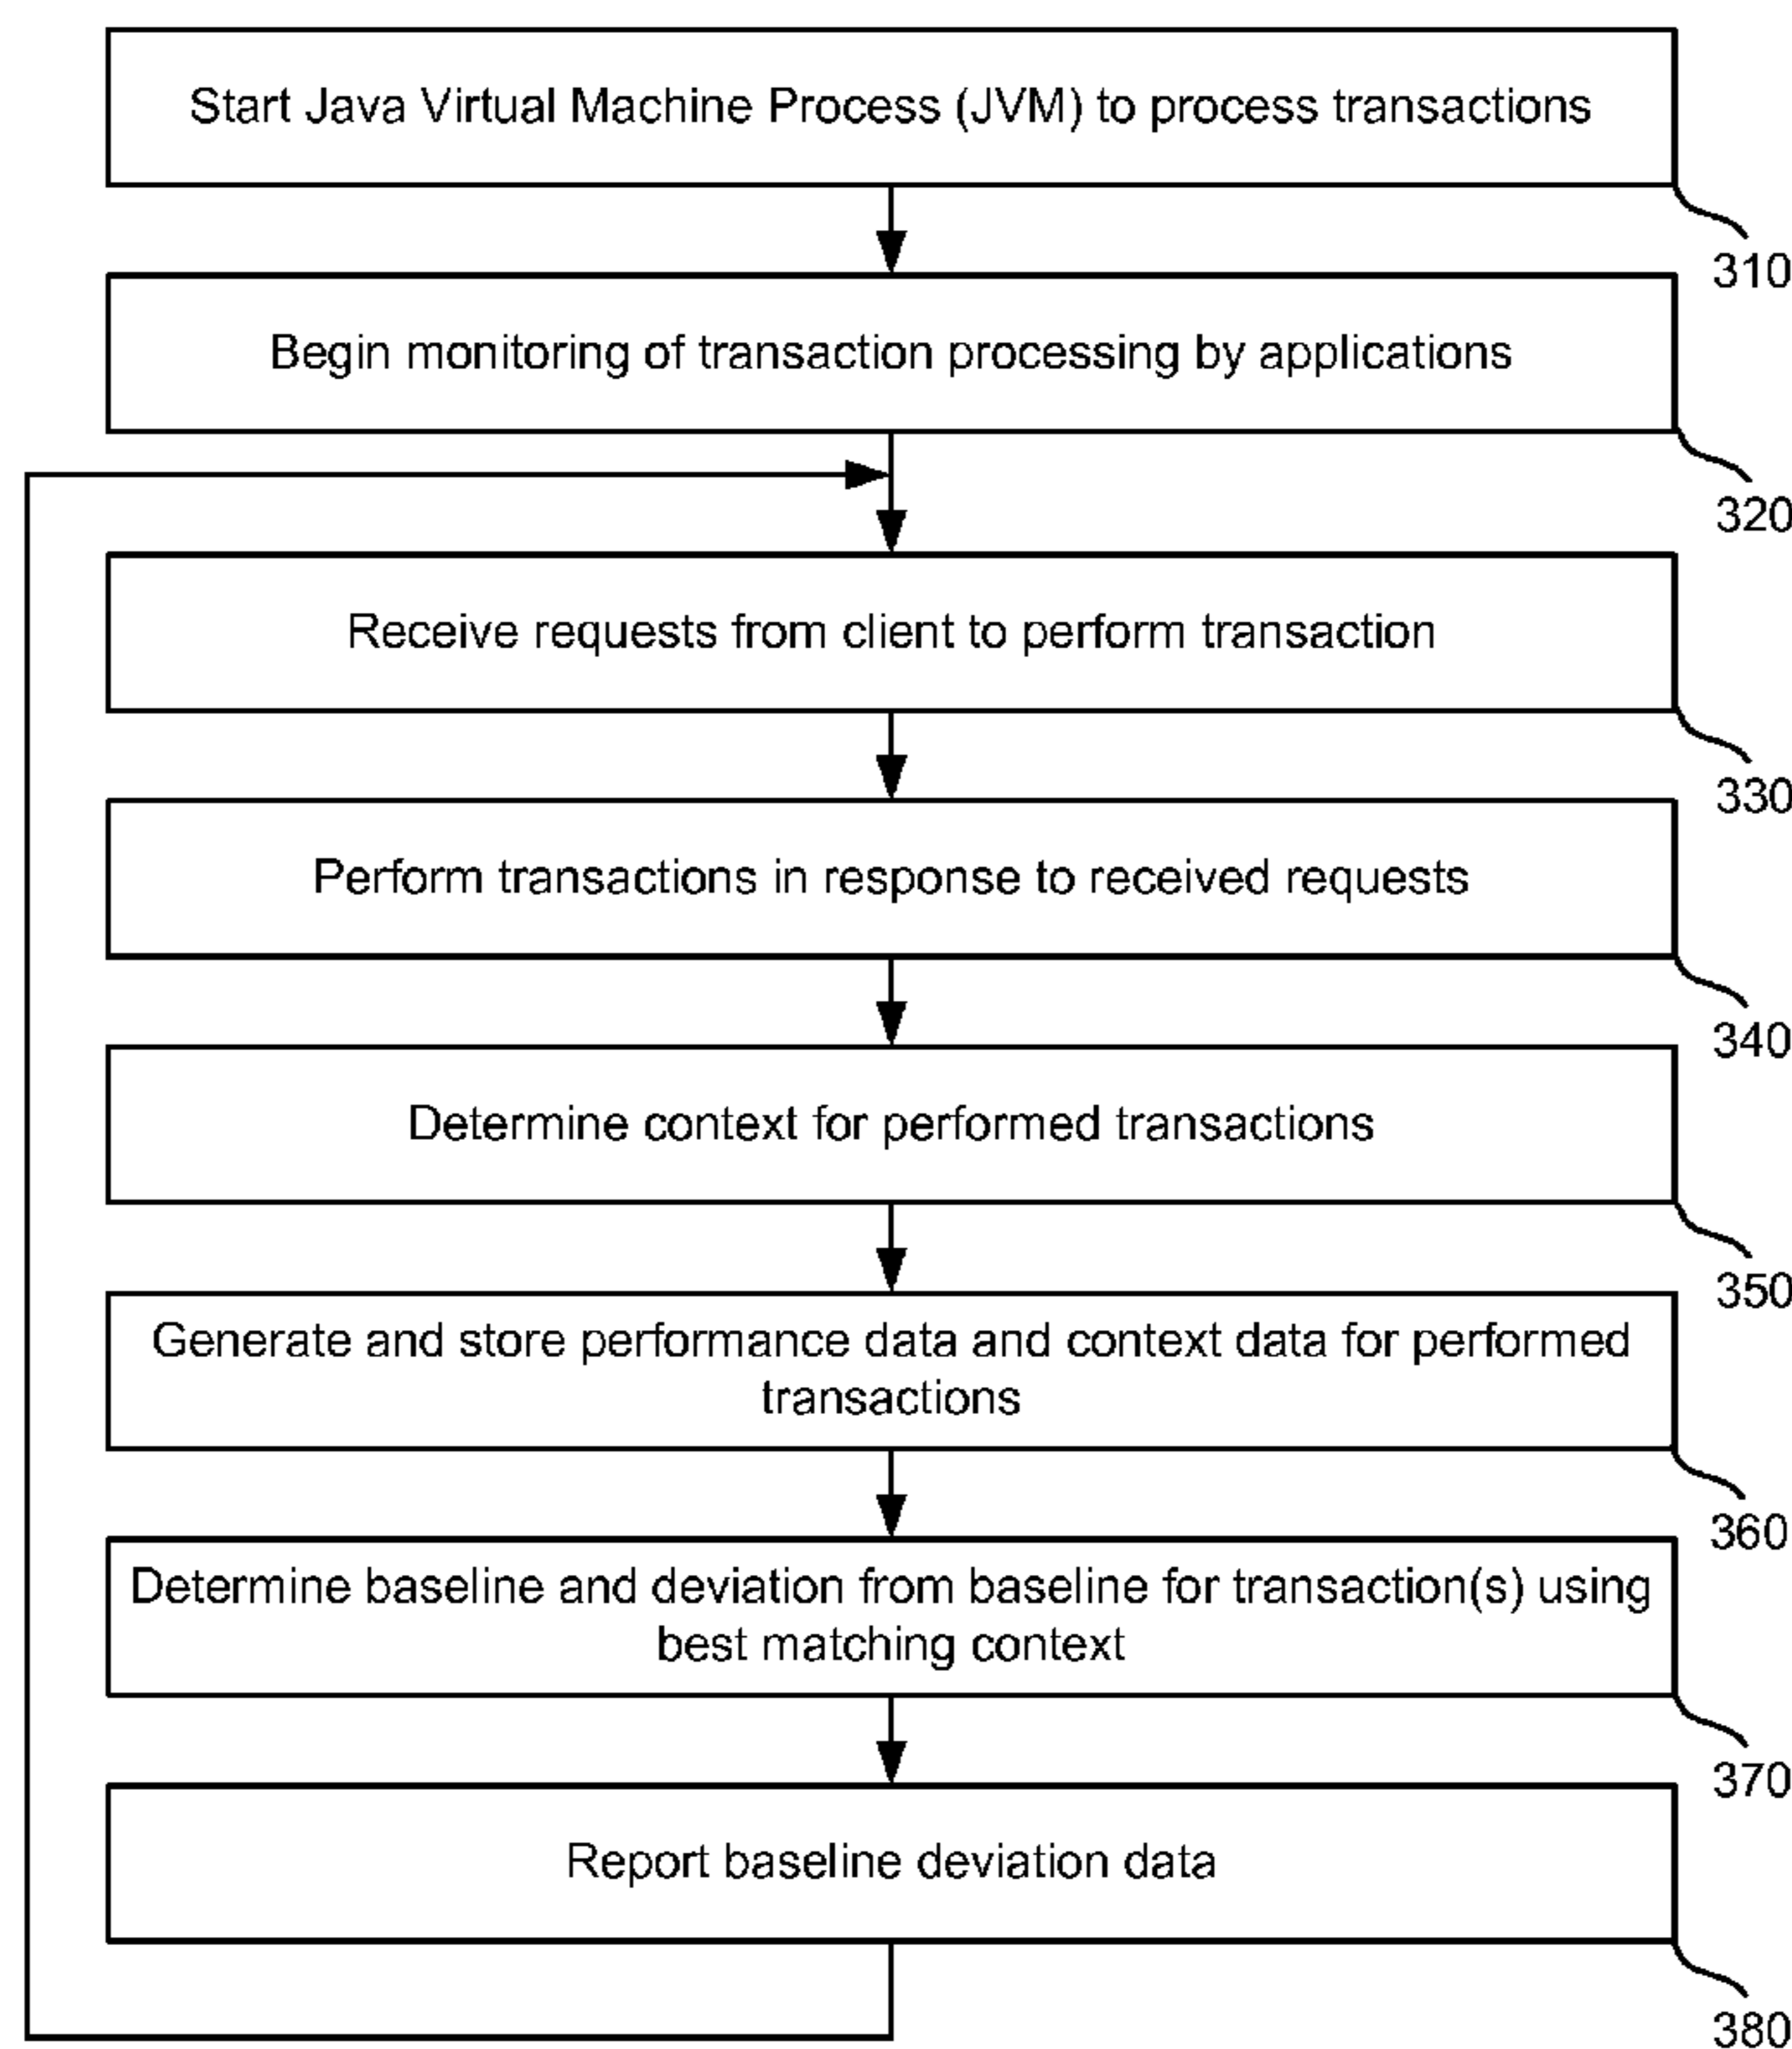 Start Java Virtual Machine Process (JVM) to process transactions
310
Begin monitoring of transaction processing by applications
320
Receive requests from client to perform transaction
330
Perform transactions in response to received requests
340
Determine context for performed transactions
350
Generate and store performance data and context data for performed
transactions
360
Determine baseline and deviation from baseline for transaction(s) using
best matching context
370
Report baseline deviation data
380